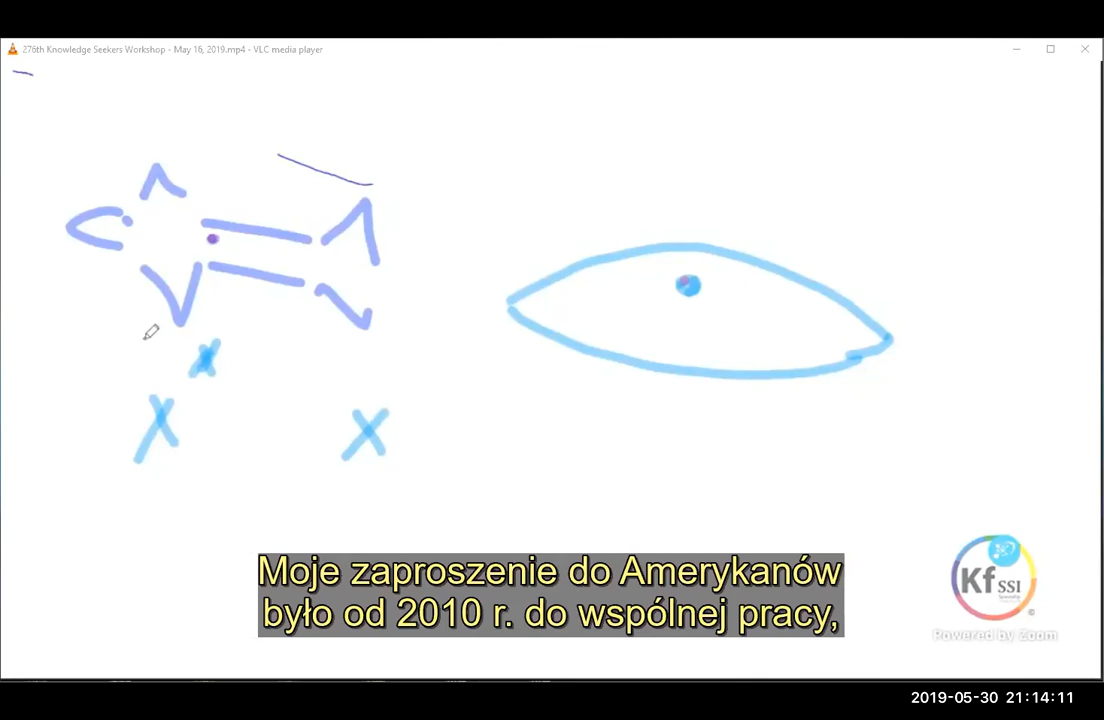 276th Knowledge Seekers Workshop - May 16, 2019.mp4 - VLC media player
X
X
X
Moje zaproszenie do Amerykanów
było od 2010 r. do wspólnej pracy,
Kf SSI
©
Powered by Zoom
2019-05-30 21:14:11